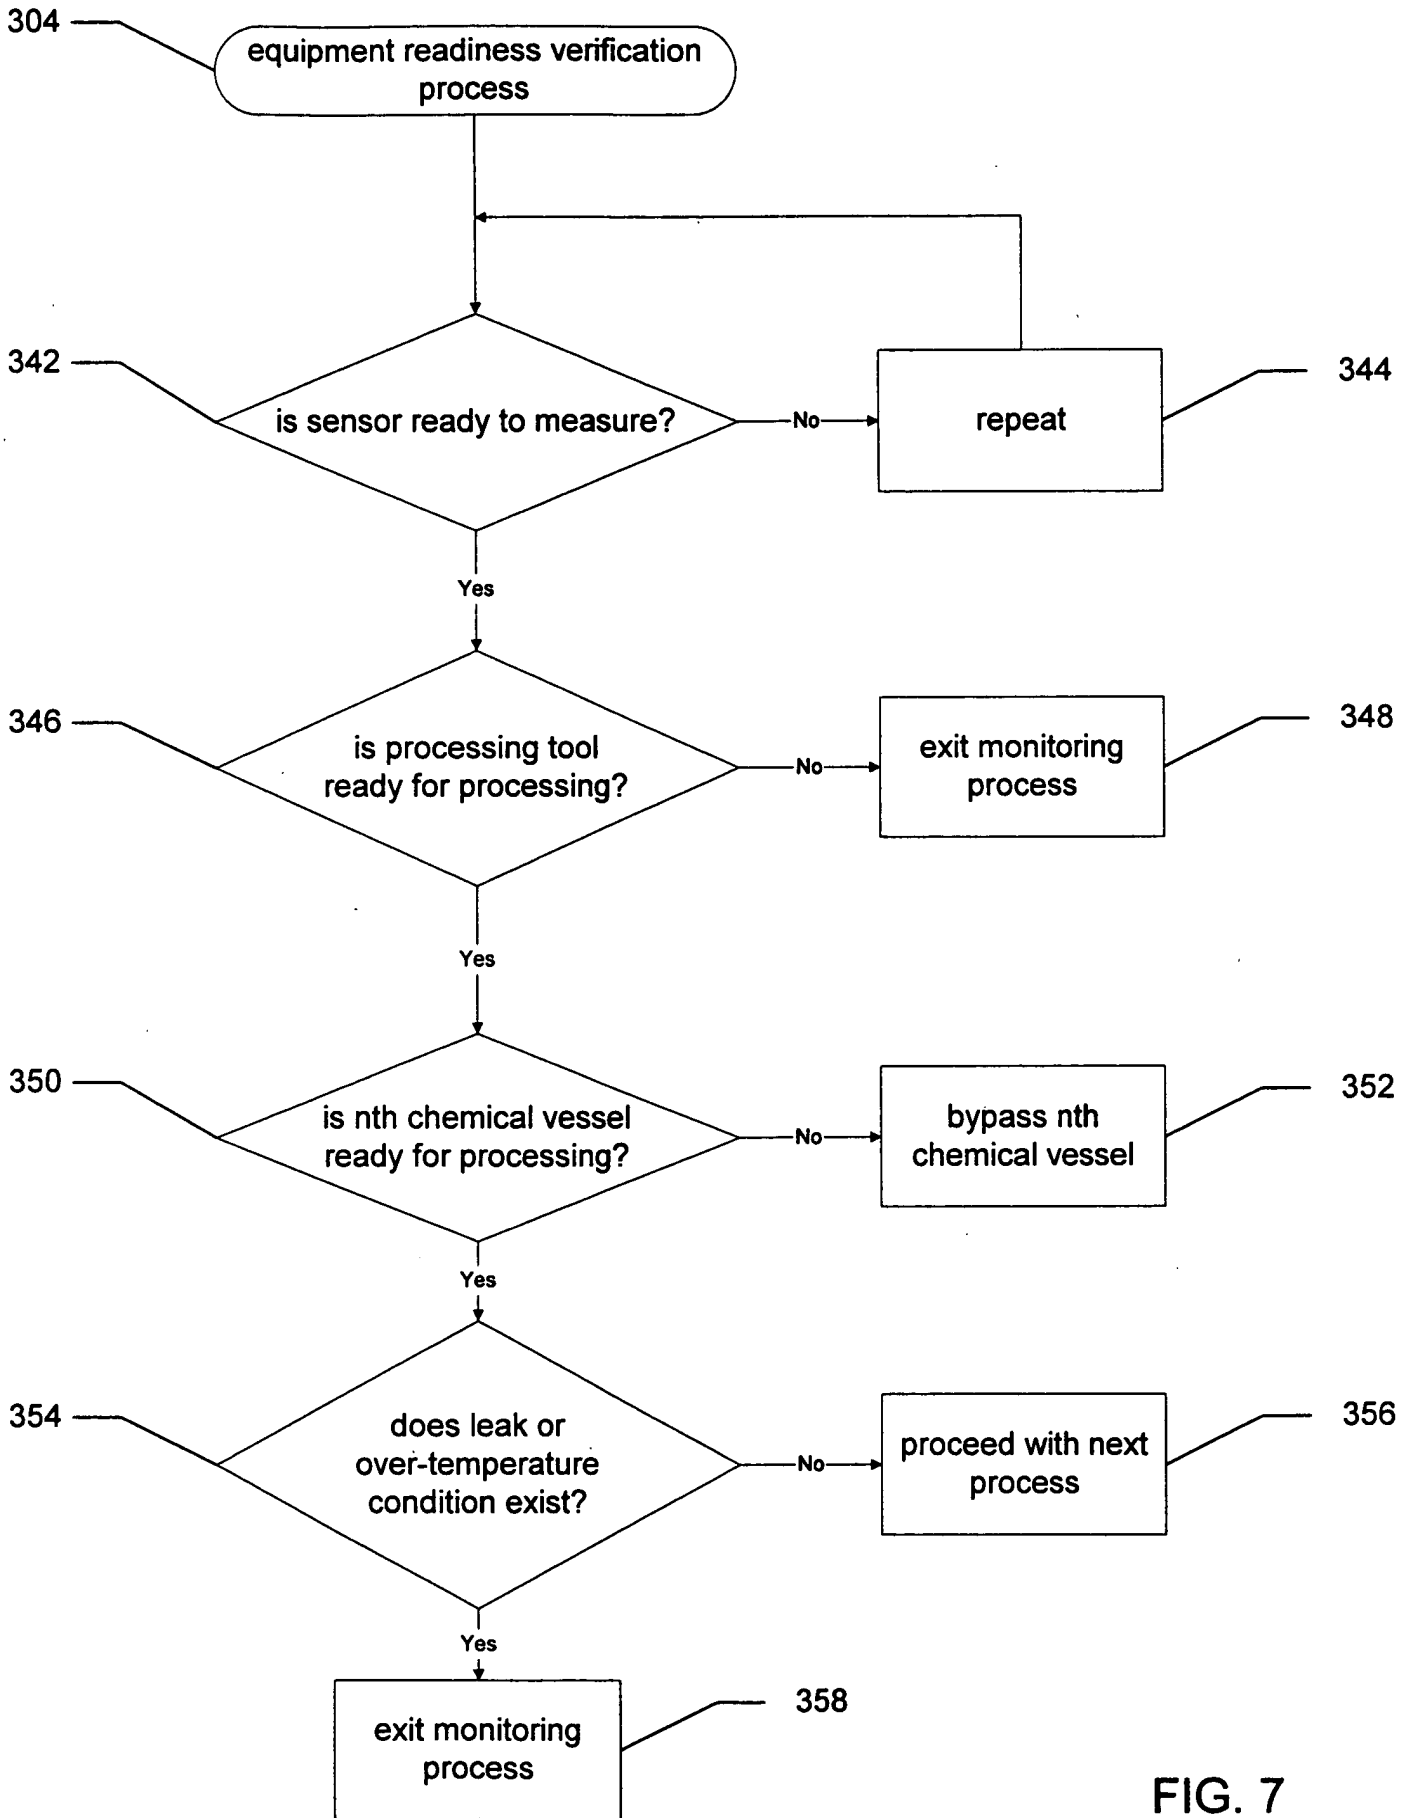 304
equipment readiness verification
process
342
is sensor ready to measure?
No
repeat
344
Yes
346
is processing tool
ready for processing?
No
exit monitoring
process
348
Yes
350
is nth chemical vessel
ready for processing?
No
bypass nth
chemical vessel
352
Yes
354
does leak or
over-temperature
condition exist?
No
proceed with next
process
356
Yes
exit monitoring
process
358
FIG. 7